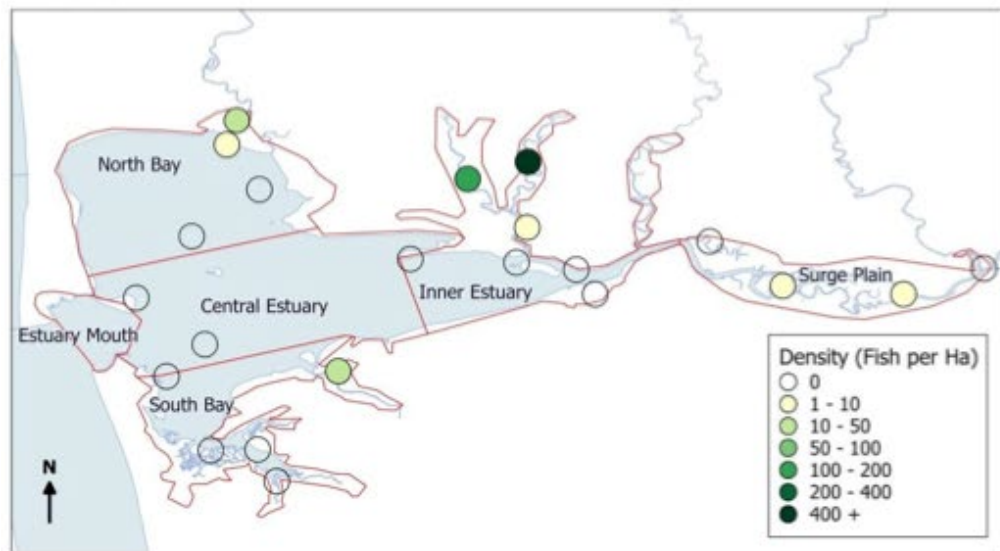 North Bay
Central Estuary
Inner Estuary
Surge Plain
Estuary Mouth
South Bay
N
Density (Fish per Ha)
0
1 - 10
10 - 50
50 - 100
100 - 200
200 - 400
400 +